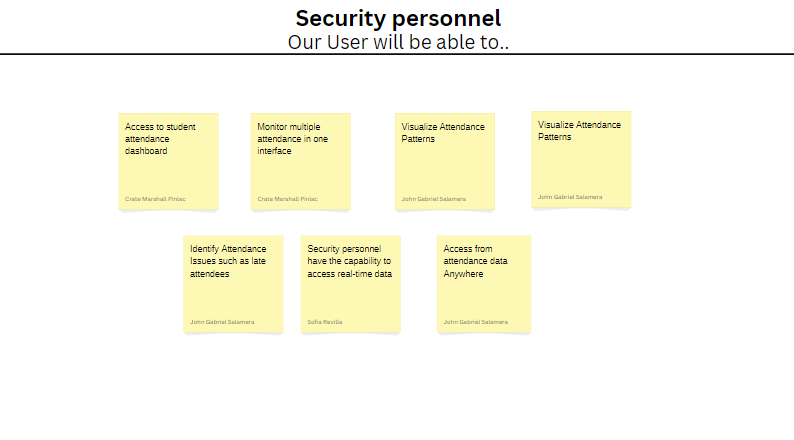 Security personnel
Our User will be able to..
Access to student
attendance
dashboard
Crate Marshall Pintac
Monitor multiple
attendance in one
interface
Crate Marshall Pintac
Visualize Attendance
Patterns
John Gabriel Salamera
Visualize Attendance
Patterns
John Gabriel Salamera
Identify Attendance
Issues such as late
attendees
John Gabriel Salamera
Security personnel
have the capability to
access real-time data
Sofia Revilla
Access from
attendance data
Anywhere
John Gabriel Salamera